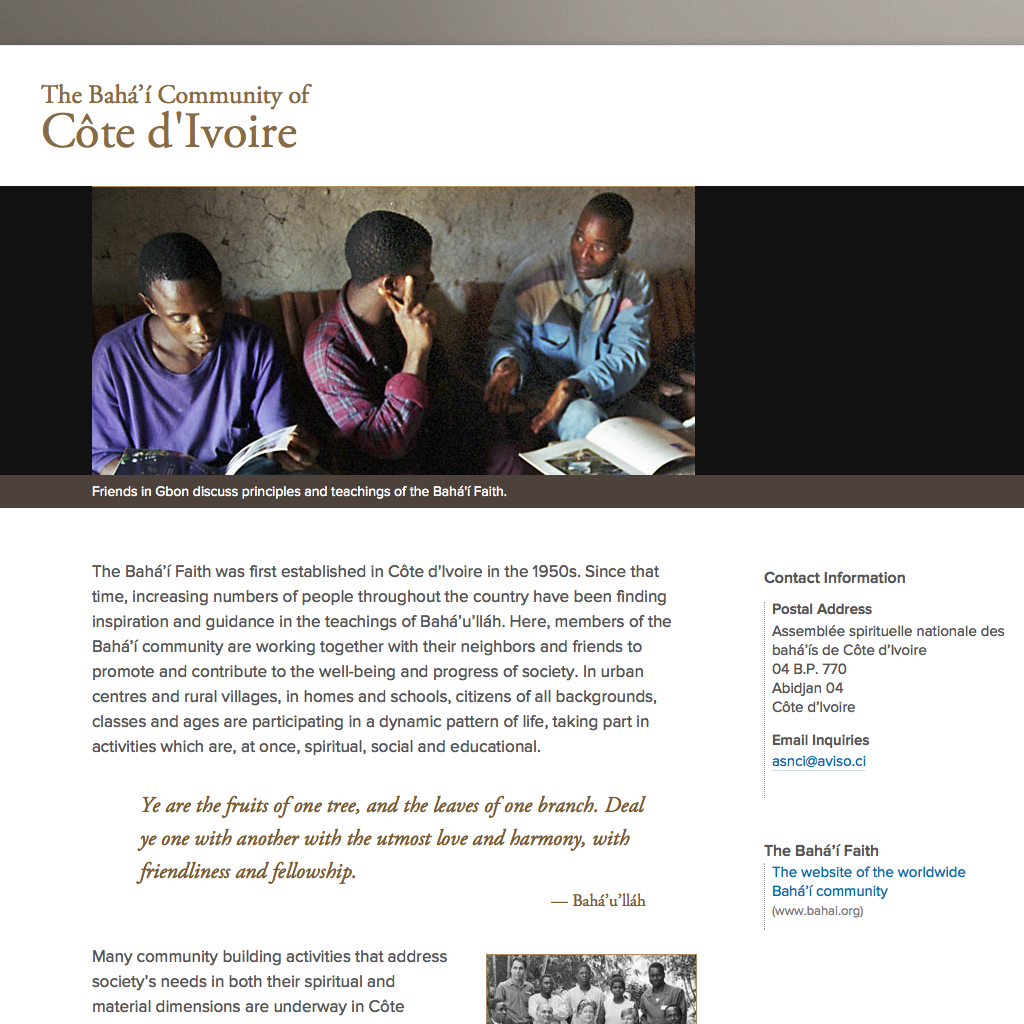 The Bahá’í Community of
Côte d'Ivoire
Friends in Gbon discuss principles and teachings of the Bahá'í Faith.
The Bahá’í Faith was first established in Côte d'Ivoire in the 1950s. Since that
time, increasing numbers of people throughout the country have been finding
inspiration and guidance in the teachings of Bahá’u’lláh. Here, members of the
Bahá’í community are working together with their neighbors and friends to
promote and contribute to the well-being and progress of society. In urban
centres and rural villages, in homes and schools, citizens of all backgrounds,
classes and ages are participating in a dynamic pattern of life, taking part in
activities which are, at once, spiritual, social and educational.
Ye are the fruits of one tree, and the leaves of one branch. Deal
ye one with another with the utmost love and harmony, with
friendliness and fellowship.
— Bahá’u’lláh
Many community building activities that address
society’s needs in both their spiritual and
material dimensions are underway in Côte
Contact Information
Postal Address
Assemblée spirituelle nationale des
bahá’ís de Côte d’Ivoire
04 B.P. 770
Abidjan 04
Côte d’Ivoire
Email Inquiries
asnci@aviso.ci
The Bahá’í Faith
The website of the worldwide
Bahá’í community
(www.bahai.org)